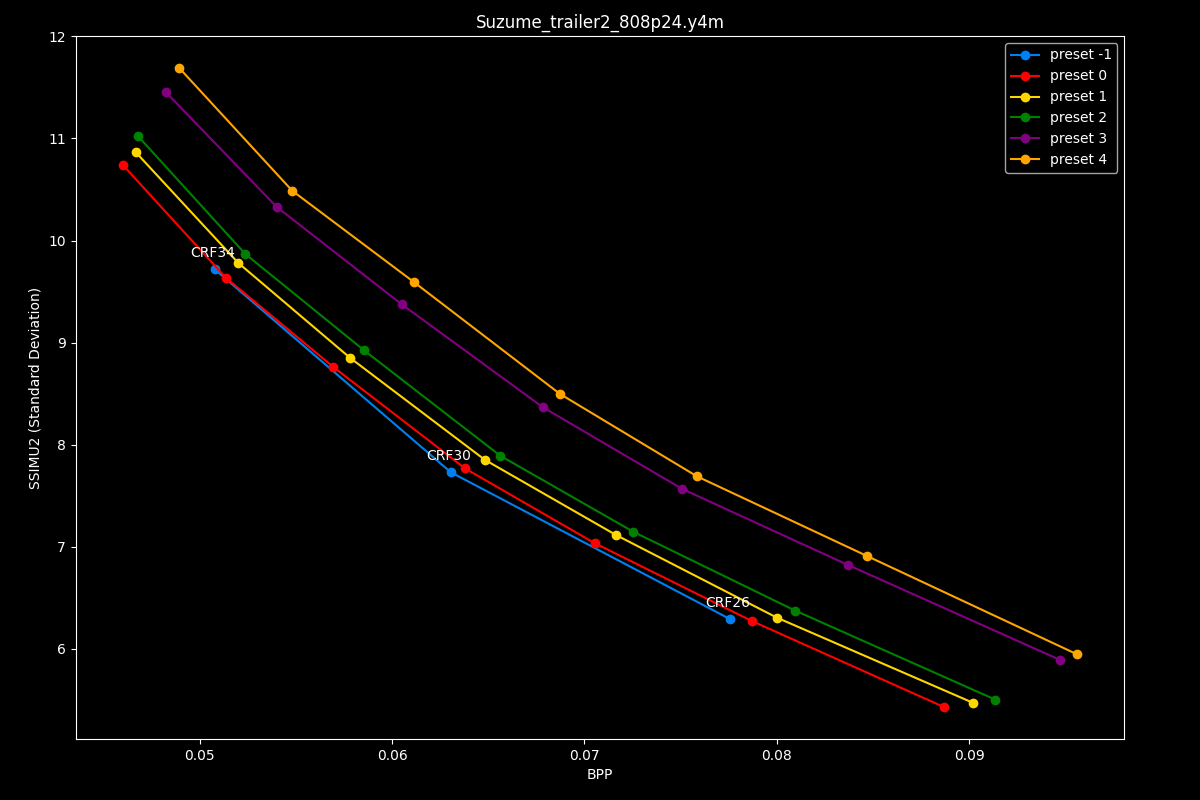 Suzume_trailer2_808p24.y4m
12
11
10
9
8
7
6
SSIMU2 (Standard Deviation)
preset -1
preset 0
preset 1
preset 2
preset 3
preset 4
CRF34
CRF30
CRF26
0.05 0.06 0.07 0.08 0.09
BPP